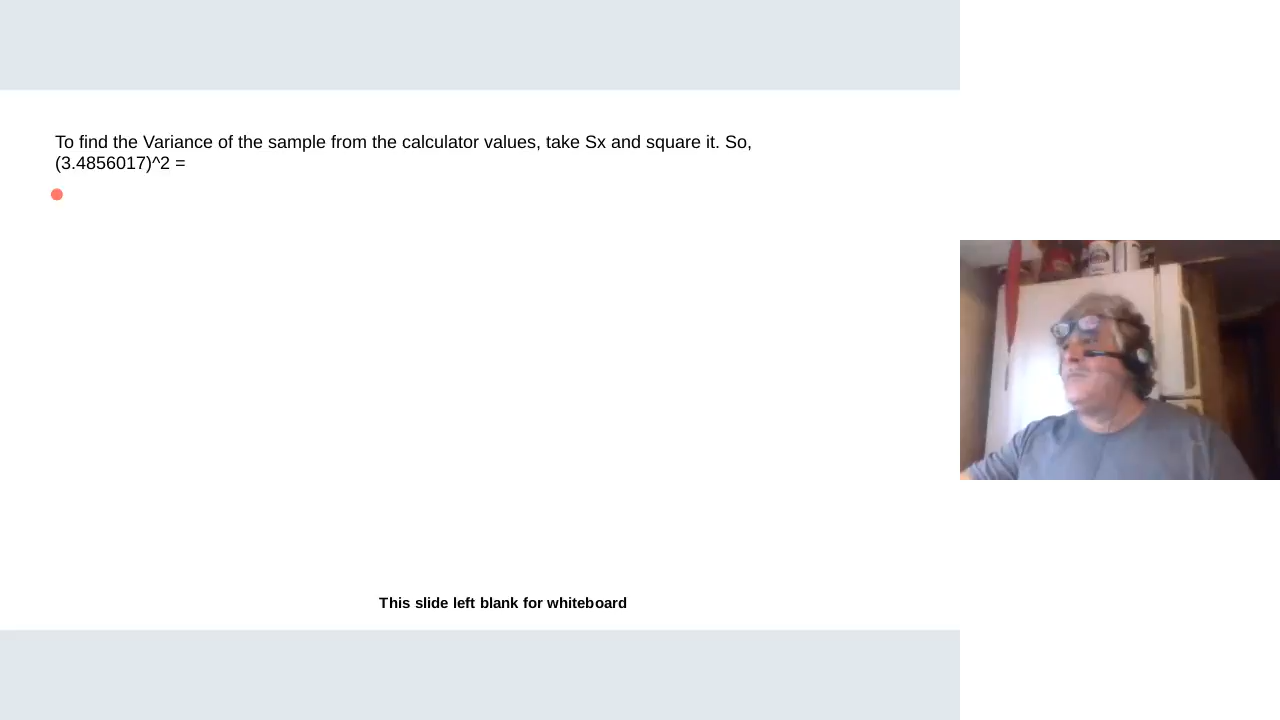 To find the Variance of the sample from the calculator values, take Sx and square it. So,
(3.4856017)^2 =
This slide left blank for whiteboard